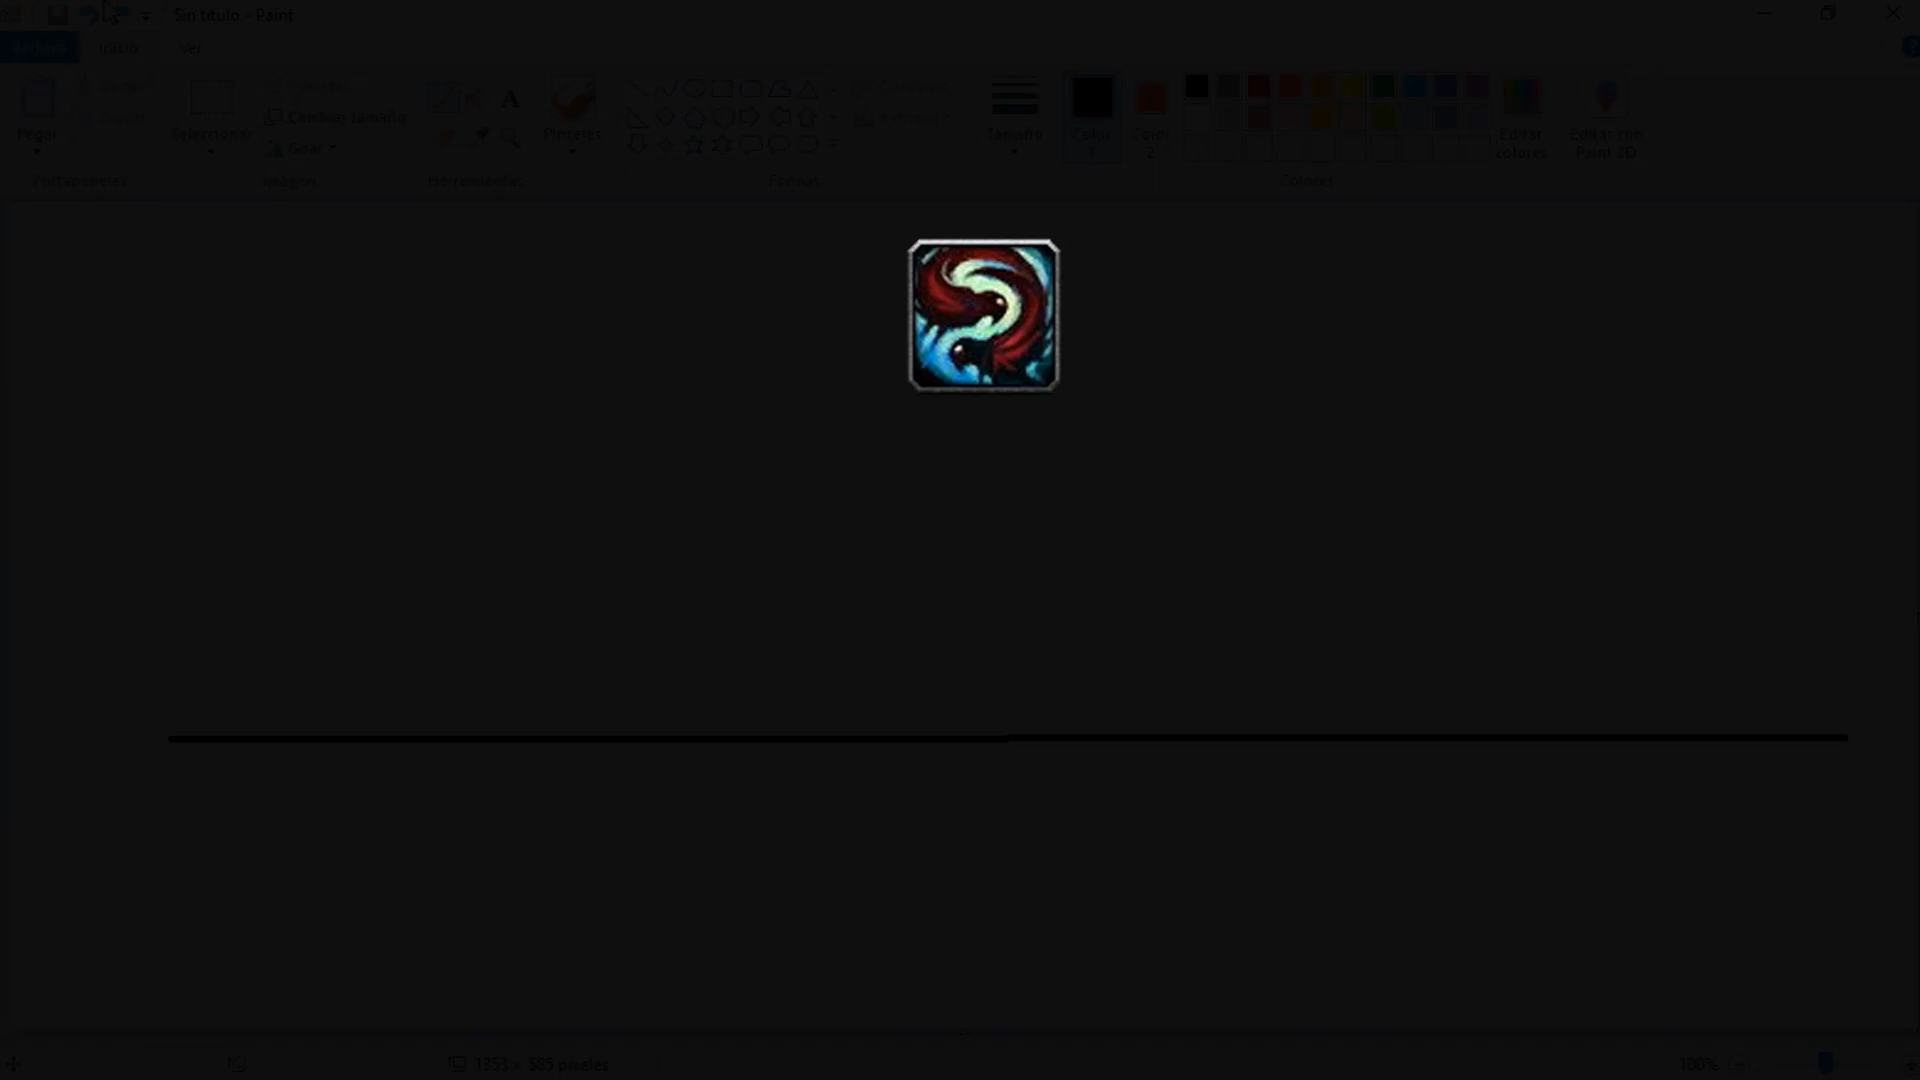 Sin título - Paint
Archivo Inicio Ver
Pegar
Seleccionar
Cambiar tamaño
Girar
A
Pinceles
Tamaño
Color
1
Color
2
Editar
colores
Editar con
Paint 3D
Portapapeles
Imagen
Herramientas
Formas
Colores
1353 × 585 píxeles
100%